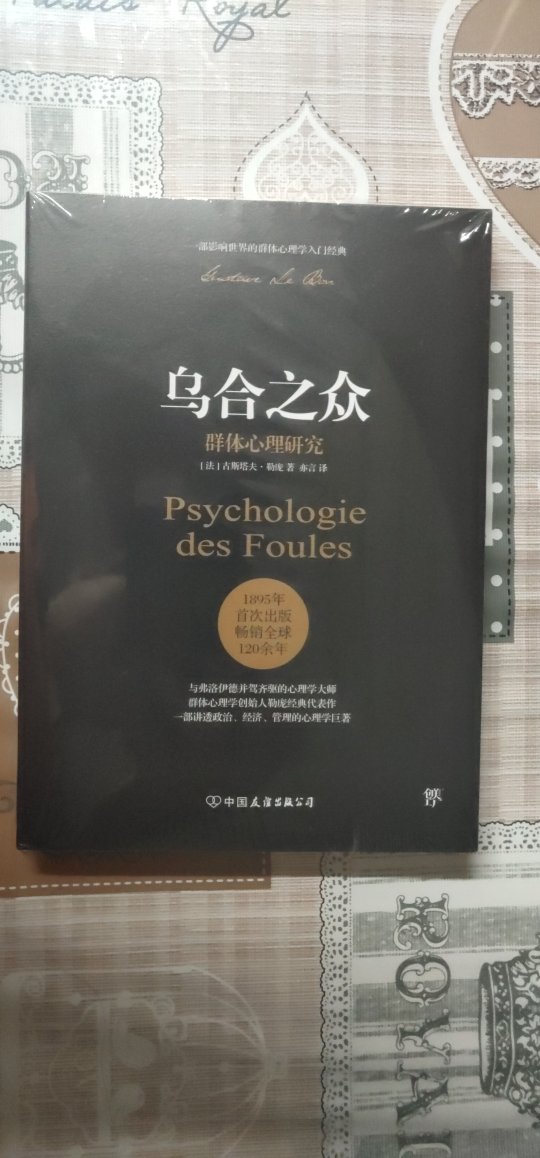 Palais Royal
一部影响世界的群体心理学入门经典
Gustave Le Bon
乌合之众
群体心理研究
[法]古斯塔夫·勒庞 著 亦言 译
Psychologie
des Foules
1895年
首次出版
畅销全球
120余年
与弗洛伊德并驾齐驱的心理学大师
群体心理学创始人勒庞经典代表作
一部讲透政治、经济、管理的心理学巨著
中国友谊出版公司
ROYA